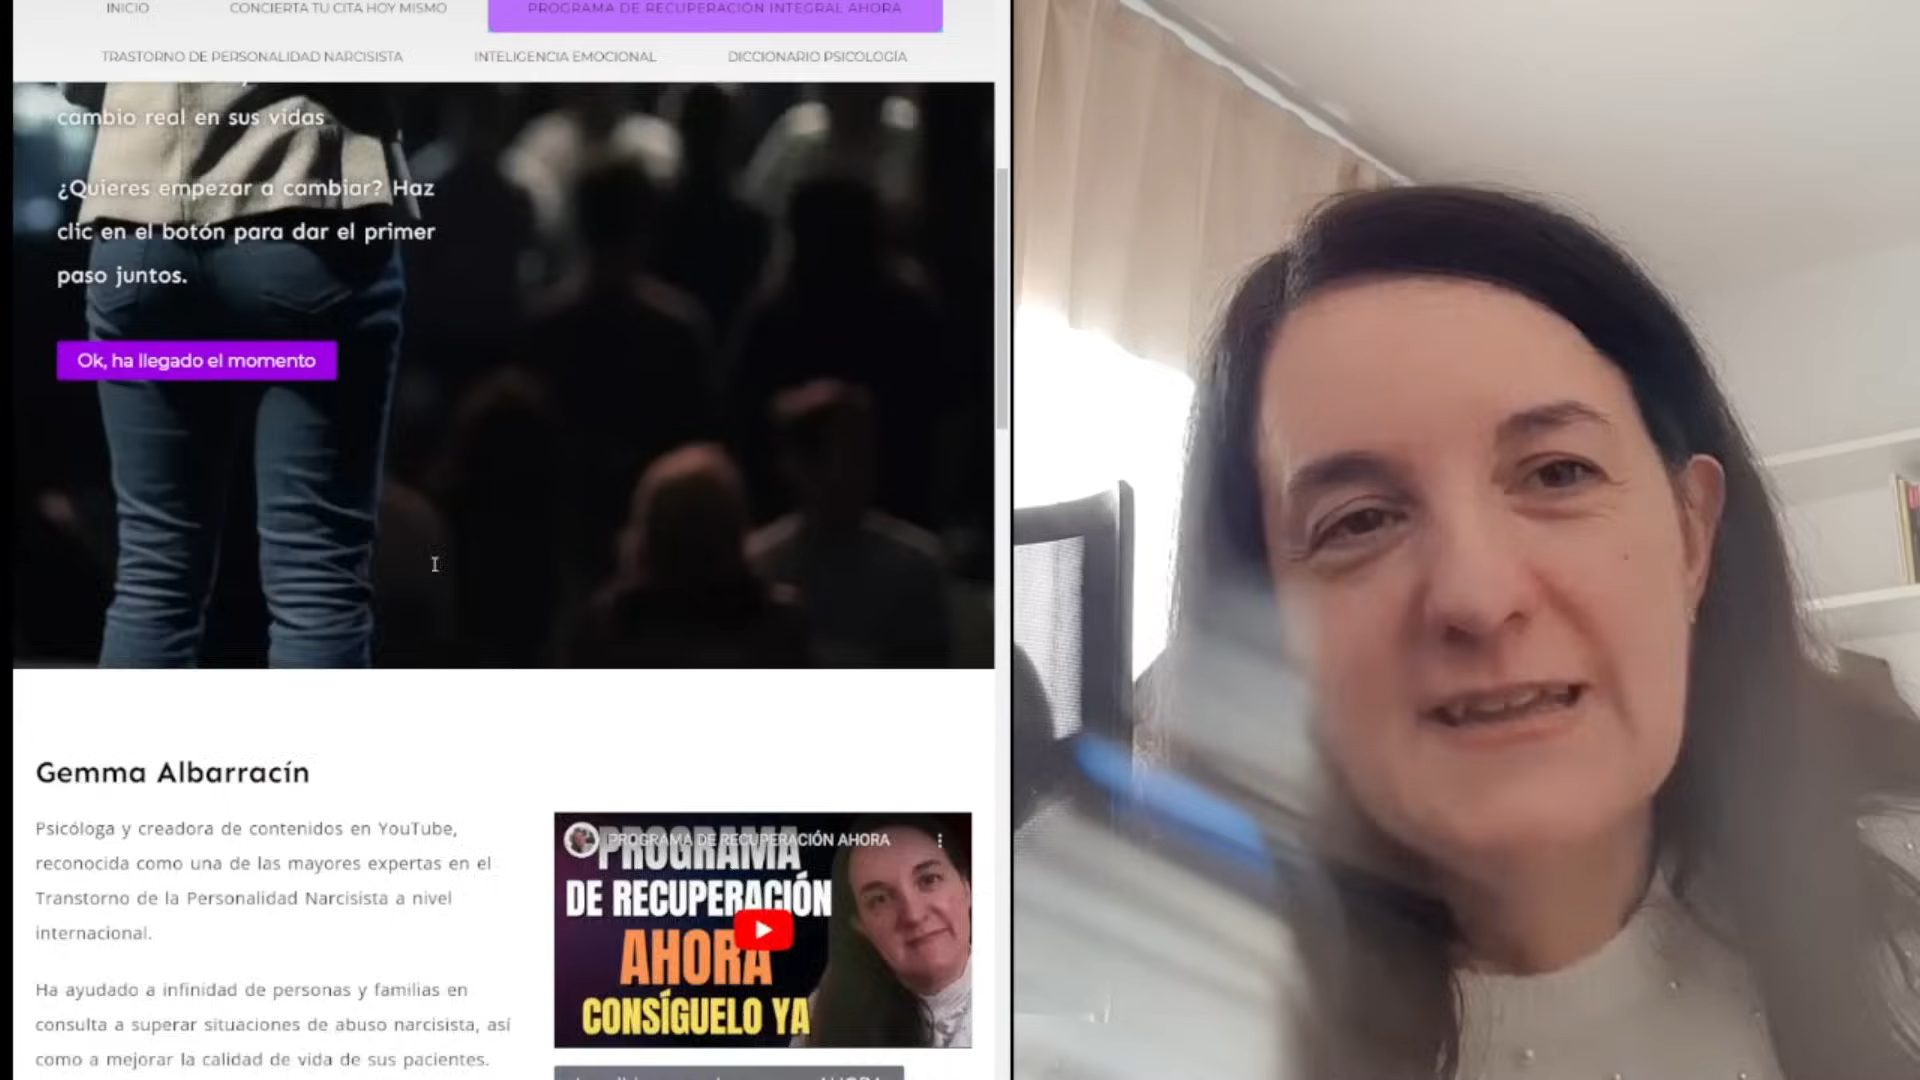 INICIO
CONCIERTA TU CITA HOY MISMO
PROGRAMA DE RECUPERACIÓN INTEGRAL AHORA
TRASTORNO DE PERSONALIDAD NARCISISTA
INTELIGENCIA EMOCIONAL
DICCIONARIO PSICOLOGÍA
cambio real en sus vidas
¿Quieres empezar a cambiar? Haz
clic en el botón para dar el primer
paso juntos.
Ok, ha llegado el momento
Gemma Albarracín
Psicóloga y creadora de contenidos en YouTube,
reconocida como una de las mayores expertas en el
Transtorno de la Personalidad Narcisista a nivel
internacional.
Ha ayudado a infinidad de personas y familias en
consulta a superar situaciones de abuso narcisista, así
como a mejorar la calidad de vida de sus pacientes.
PROGRAMA DE RECUPERACIÓN AHORA
PROGRAMA
DE RECUPERACIÓN
AHORA
CONSÍGUELO YA